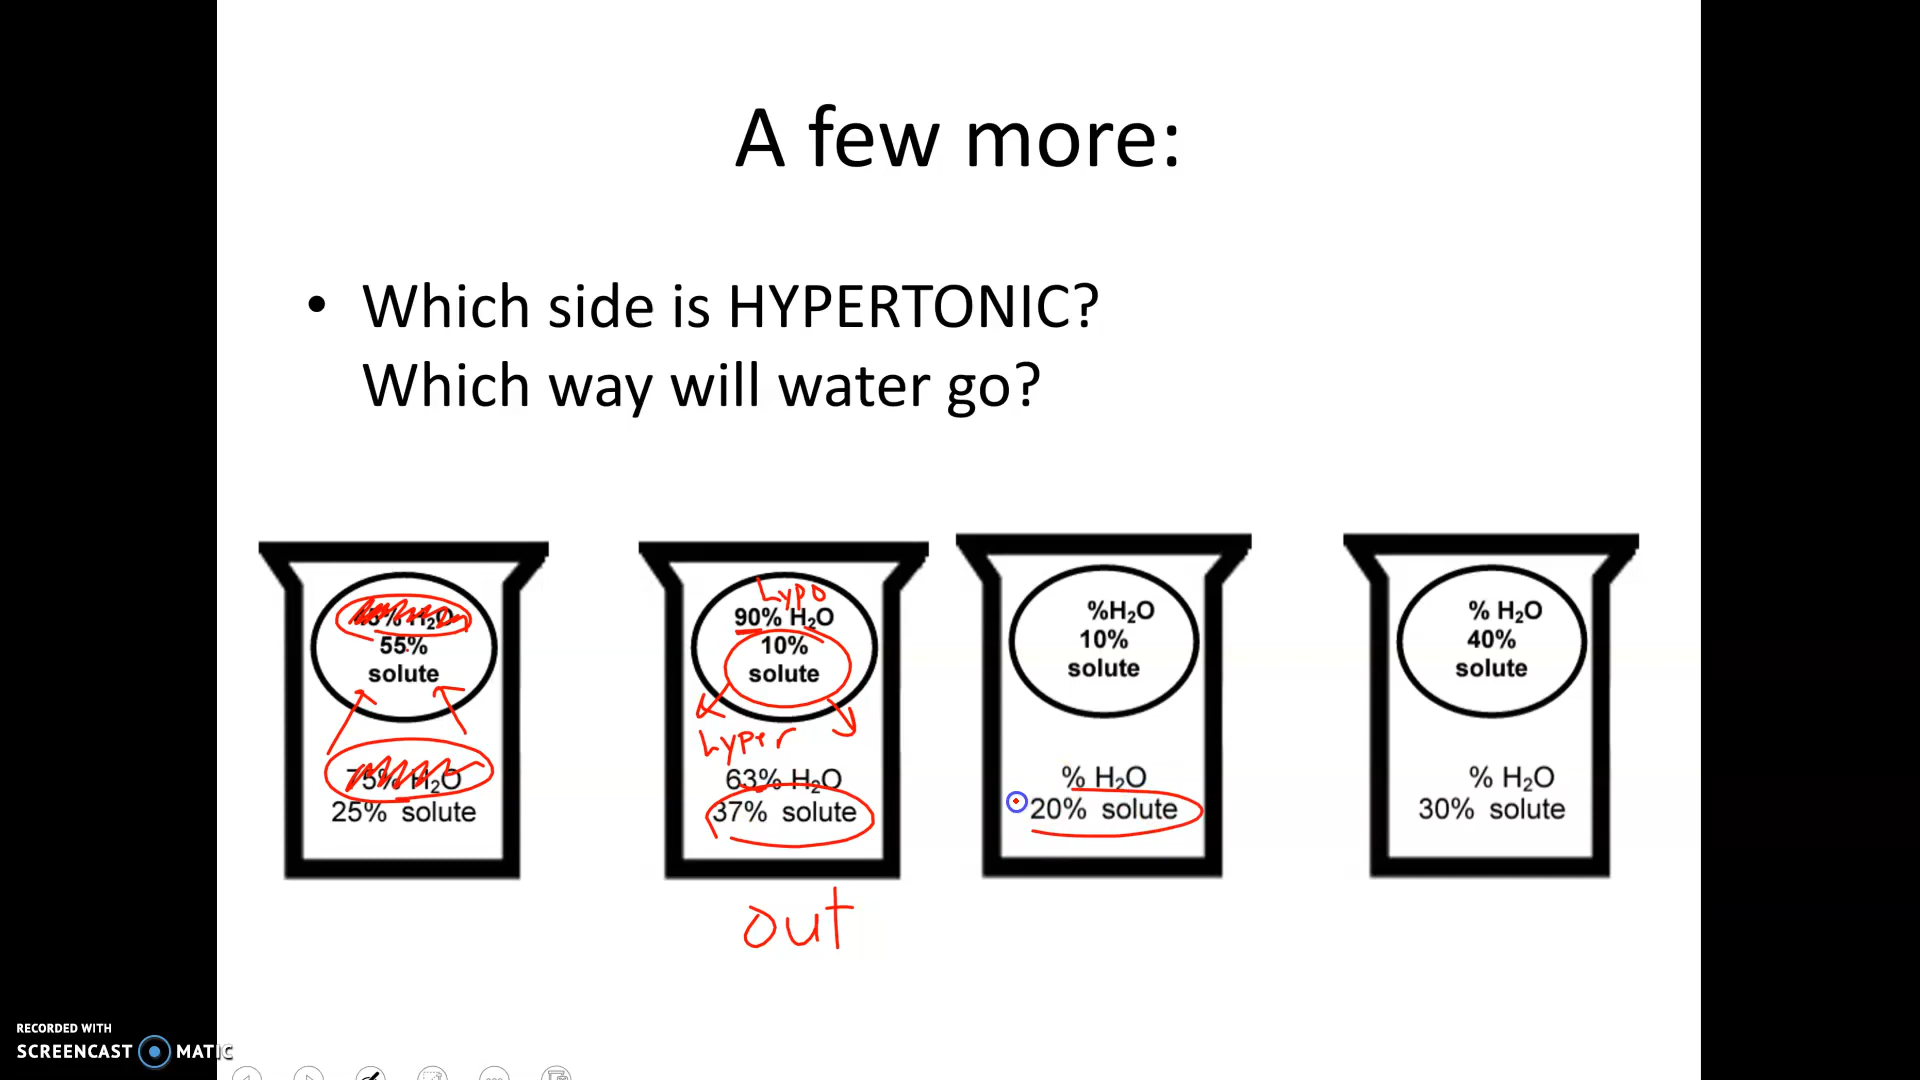 A few more:
• Which side is HYPERTONIC?
Which way will water go?
55%
solute
75% H₂O
25% solute
hypo
90% H₂O
10%
solute
hyper
63% H₂O
37% solute
out
%H₂O
10%
solute
% H₂O
20% solute
% H₂O
40%
solute
% H₂O
30% solute
RECORDED WITH
SCREENCAST MATIC